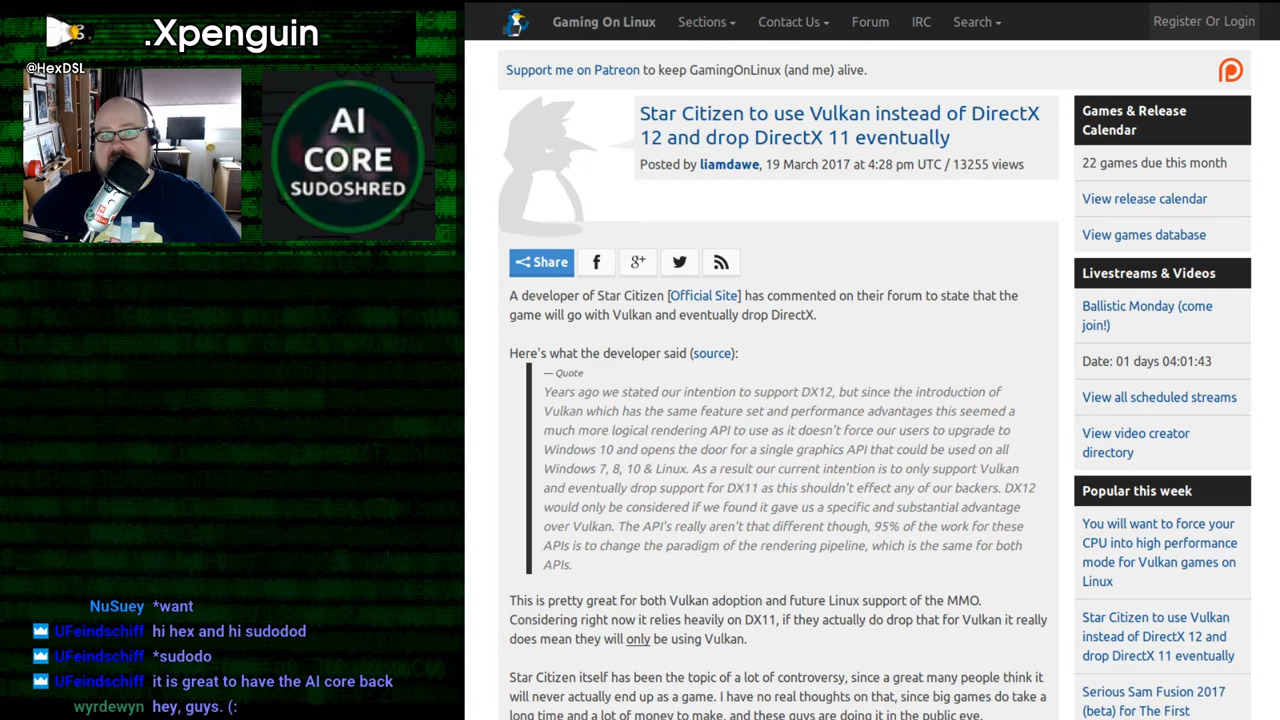 .Xpenguin
@HexDSL
AI
CORE
SUDOSHRED
NuSuey *want
UFeindschiff hi hex and hi sudodod
UFeindschiff *sudodo
UFeindschiff it is great to have the AI core back
wyrdewyn hey, guys. (:
Gaming On Linux Sections Contact Us Forum IRC Search Register Or Login
Support me on Patreon to keep GamingOnLinux (and me) alive.
Star Citizen to use Vulkan instead of DirectX
12 and drop DirectX 11 eventually
Posted by liamdawe, 19 March 2017 at 4:28 pm UTC / 13255 views
Share
A developer of Star Citizen [Official Site] has commented on their forum to state that the
game will go with Vulkan and eventually drop DirectX.
Here's what the developer said (source):
— Quote
Years ago we stated our intention to support DX12, but since the introduction of
Vulkan which has the same feature set and performance advantages this seemed a
much more logical rendering API to use as it doesn't force our users to upgrade to
Windows 10 and opens the door for a single graphics API that could be used on all
Windows 7, 8, 10 & Linux. As a result our current intention is to only support Vulkan
and eventually drop support for DX11 as this shouldn't effect any of our backers. DX12
would only be considered if we found it gave us a specific and substantial advantage
over Vulkan. The API's really aren't that different though, 95% of the work for these
APIs is to change the paradigm of the rendering pipeline, which is the same for both
APIs.
This is pretty great for both Vulkan adoption and future Linux support of the MMO.
Considering right now it relies heavily on DX11, if they actually do drop that for Vulkan it really
does mean they will only be using Vulkan.
Star Citizen itself has been the topic of a lot of controversy, since a great many people think it
will never actually end up as a game. I have no real thoughts on that, since big games do take a
long time and a lot of money to make, and these guys are doing it in the public eye.
Games & Release
Calendar
22 games due this month
View release calendar
View games database
Livestreams & Videos
Ballistic Monday (come
join!)
Date: 01 days 04:01:43
View all scheduled streams
View video creator
directory
Popular this week
You will want to force your
CPU into high performance
mode for Vulkan games on
Linux
Star Citizen to use Vulkan
instead of DirectX 12 and
drop DirectX 11 eventually
Serious Sam Fusion 2017
(beta) for The First